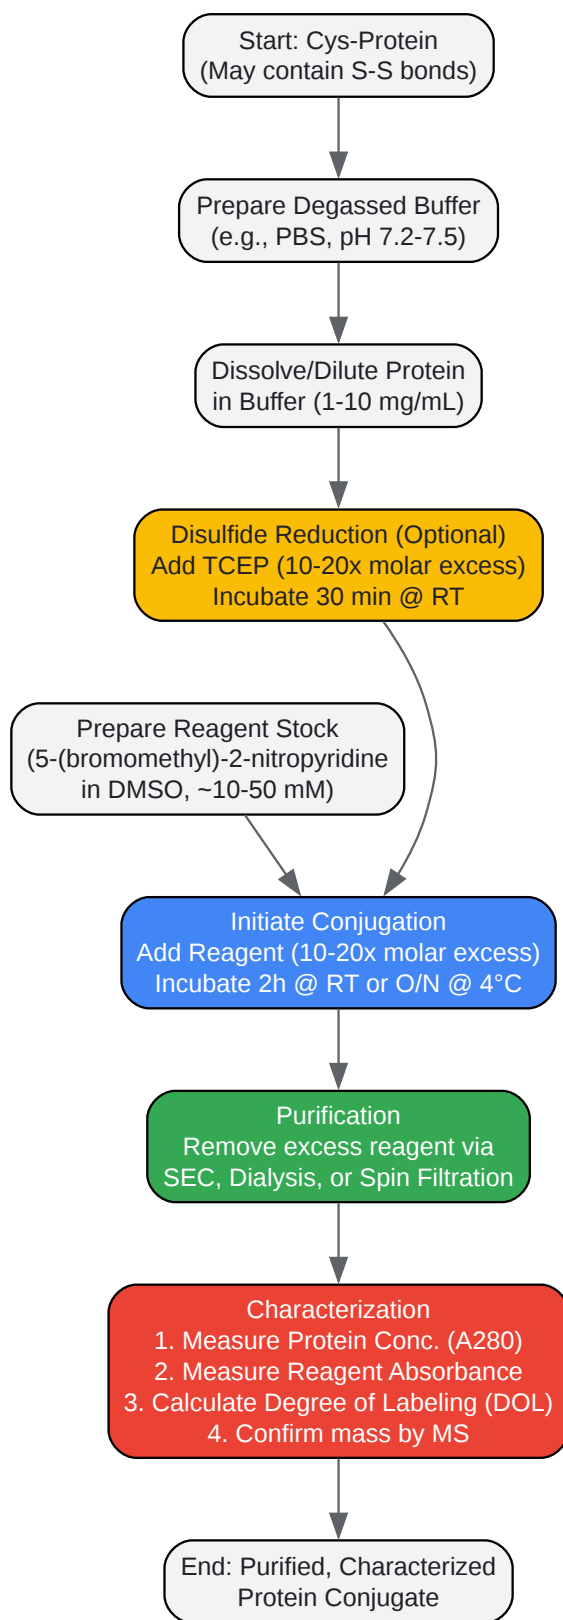 Start: Cys-Protein
(May contain S-S bonds)
Prepare Degassed Buffer
(e.g., PBS, pH 7.2-7.5)
Dissolve/Dilute Protein
in Buffer (1-10 mg/mL)
Disulfide Reduction (Optional)
Add TCEP (10-20x molar excess)
Incubate 30 min @ RT
Prepare Reagent Stock
(5-(bromomethyl)-2-nitropyridine
in DMSO, ~10-50 mM)
Initiate Conjugation
Add Reagent (10-20x molar excess)
Incubate 2h @ RT or O/N @ 4°C
Purification
Remove excess reagent via
SEC, Dialysis, or Spin Filtration
Characterization
1. Measure Protein Conc. (A280)
2. Measure Reagent Absorbance
3. Calculate Degree of Labeling (DOL)
4. Confirm mass by MS
End: Purified, Characterized
Protein Conjugate